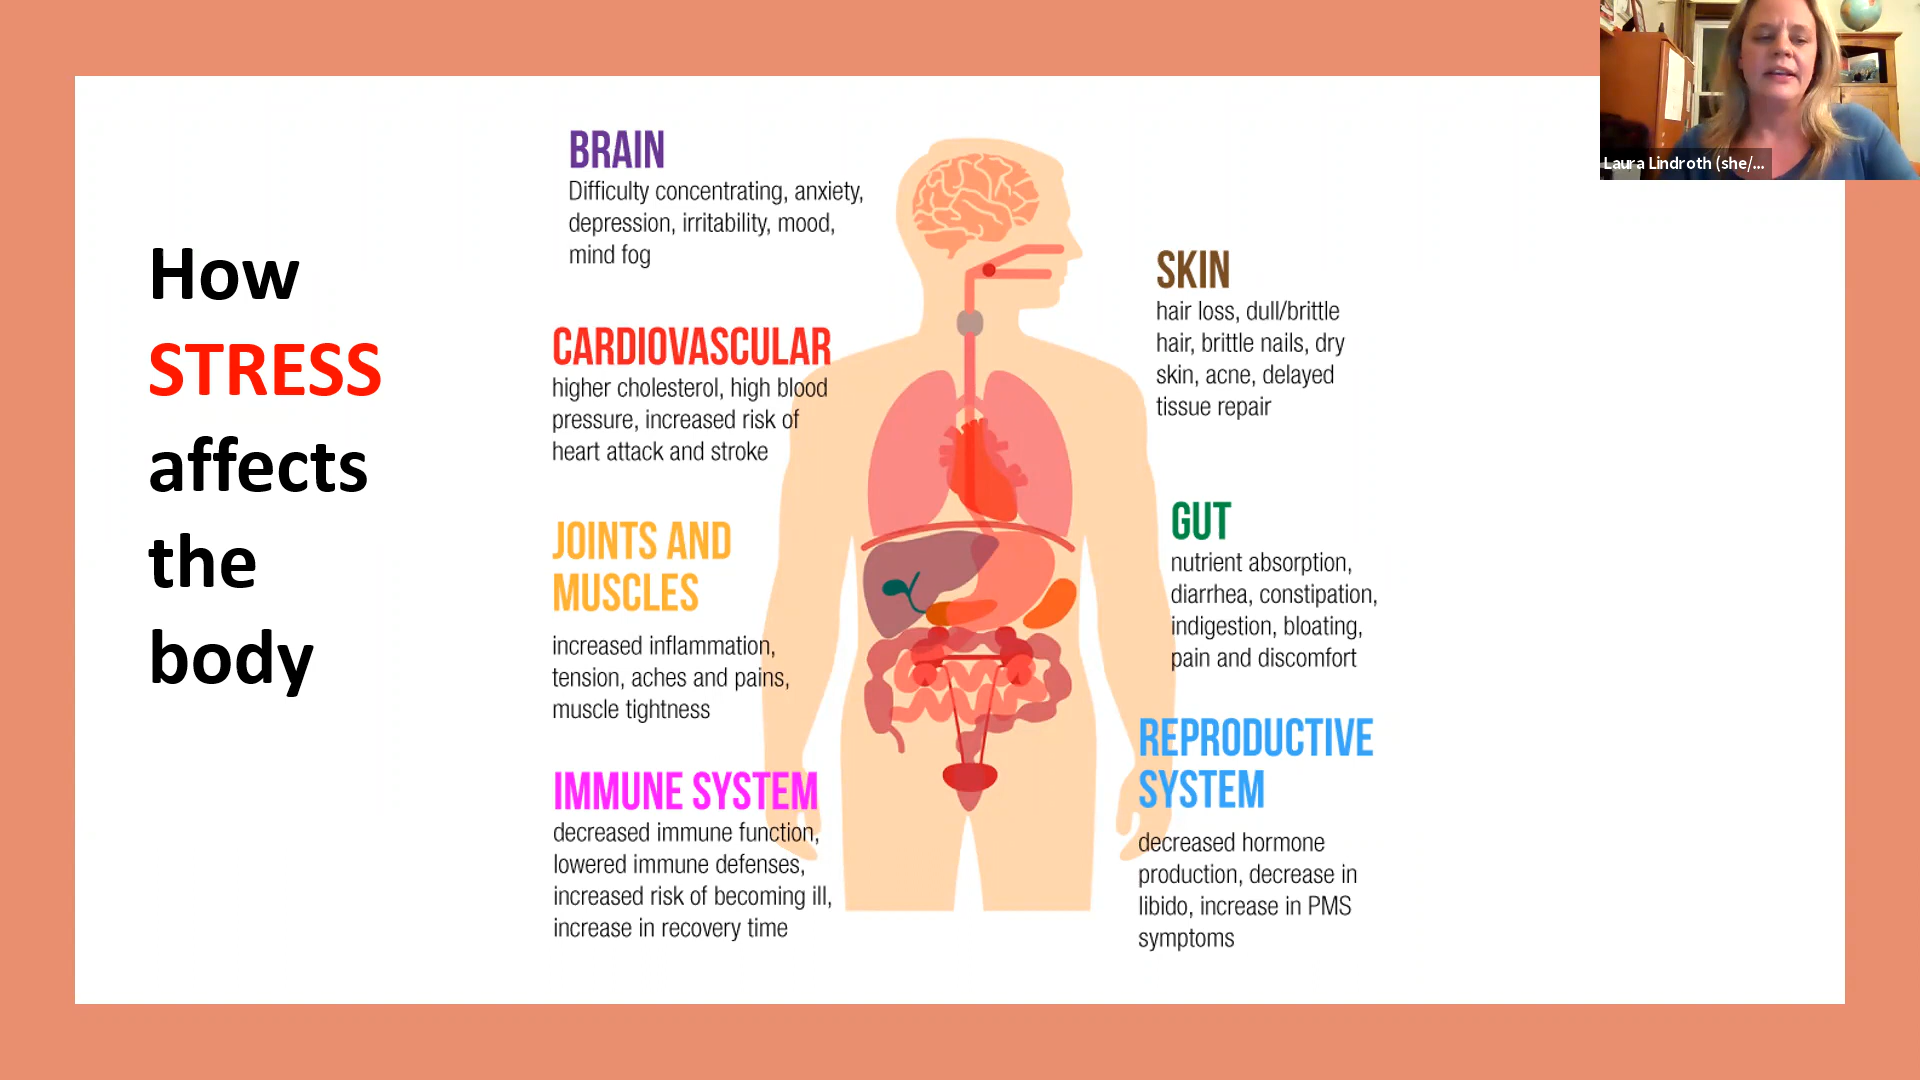 How
STRESS
affects
the
body
BRAIN
Difficulty concentrating, anxiety,
depression, irritability, mood,
mind fog
CARDIOVASCULAR
higher cholesterol, high blood
pressure, increased risk of
heart attack and stroke
JOINTS AND
MUSCLES
increased inflammation,
tension, aches and pains,
muscle tightness
IMMUNE SYSTEM
decreased immune function,
lowered immune defenses,
increased risk of becoming ill,
increase in recovery time
SKIN
hair loss, dull/brittle
hair, brittle nails, dry
skin, acne, delayed
tissue repair
GUT
nutrient absorption,
diarrhea, constipation,
indigestion, bloating,
pain and discomfort
REPRODUCTIVE
SYSTEM
decreased hormone
production, decrease in
libido, increase in PMS
symptoms
Laura Lindroth (she/...